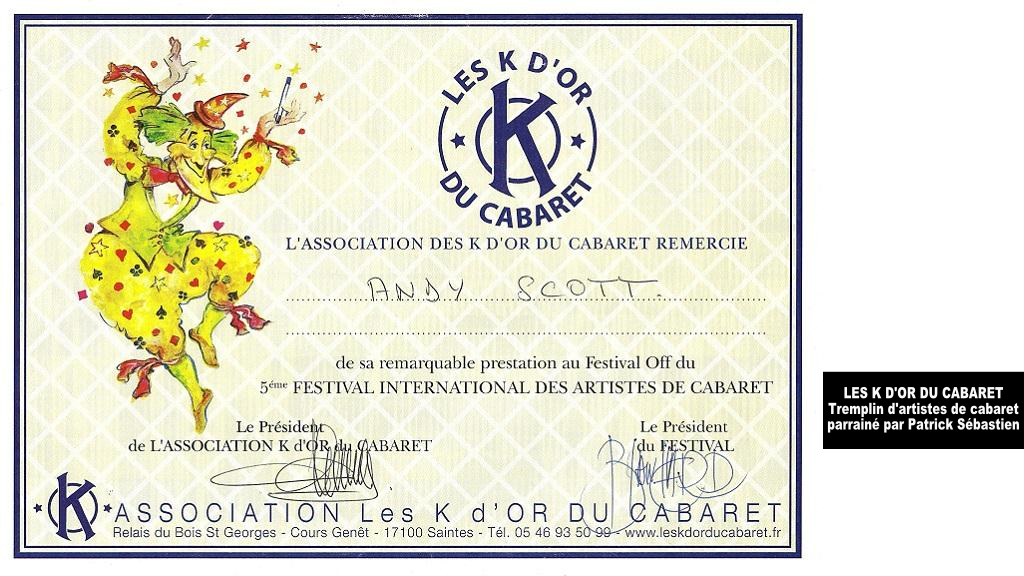 LES K D'OR
K
DU CABARET
L'ASSOCIATION DES K D'OR DU CABARET REMERCIE
ANDY SCOTT.
de sa remarquable prestation au Festival Off du
5éme FESTIVAL INTERNATIONAL DES ARTISTES DE CABARET
Le Président
de L'ASSOCIATION K d'OR du CABARET
Le Président
du FESTIVAL
BLANCHARD
K ASSOCIATION Les K d'OR DU CABARET
Relais du Bois St Georges - Cours Genêt - 17100 Saintes - Tél. 05 46 93 50 99 - www.leskdorducabaret.fr
LES K D'OR DU CABARET
Tremplin d'artistes de cabaret
parrainé par Patrick Sébastien